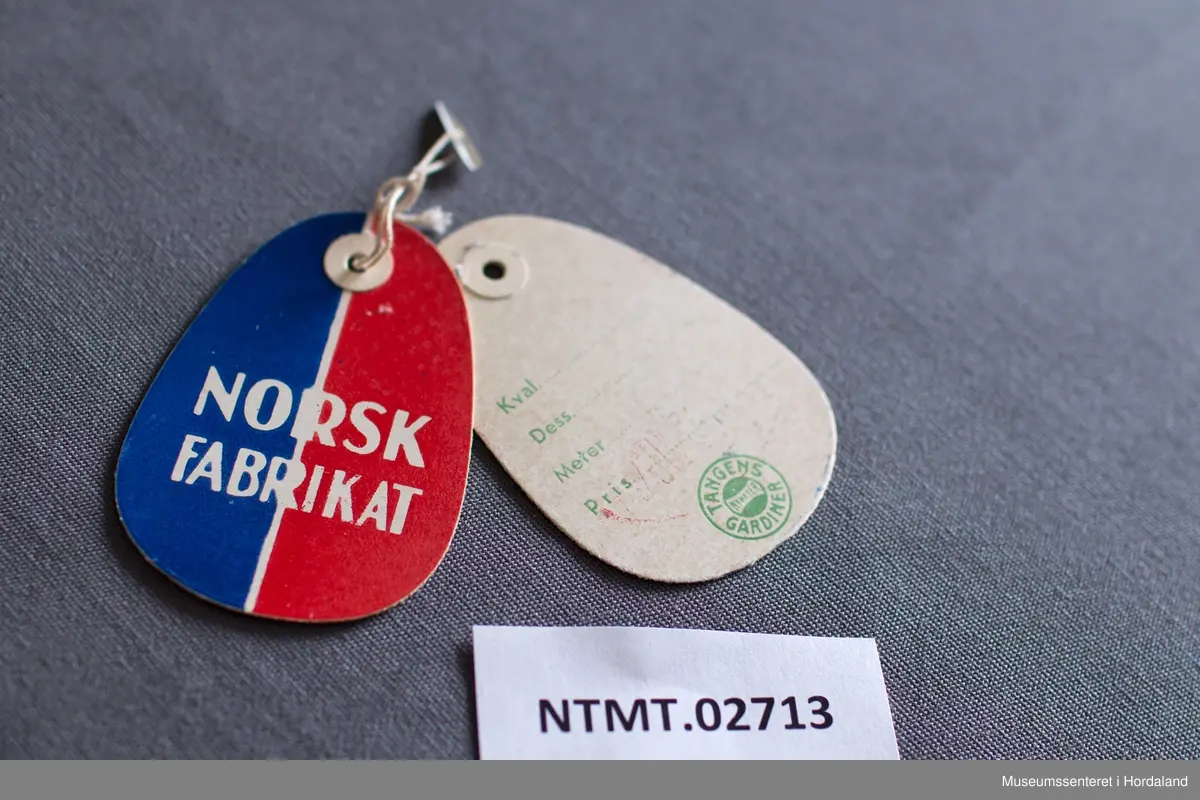 NORSK
FABRIKAT
Kval.
Dess.
Meter
Pris
TANGENS
GARDINER
NTMT.02713
Museumssenteret i Hordaland